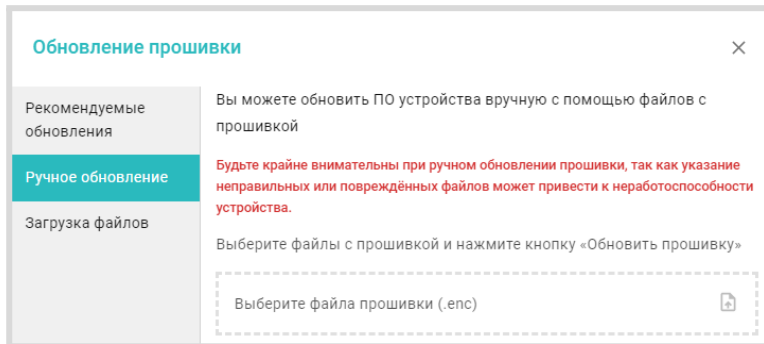 Обновление прошивки
Рекомендуемые
обновления
Ручное обновление
Загрузка файлов
Вы можете обновить ПО устройства вручную с помощью файлов с
прошивкой
Будьте крайне внимательны при ручном обновлении прошивки, так как указание
неправильных или повреждённых файлов может привести к неработоспособности
устройства.
Выберите файлы с прошивкой и нажмите кнопку «Обновить прошивку»
Выберите файла прошивки (.enc)